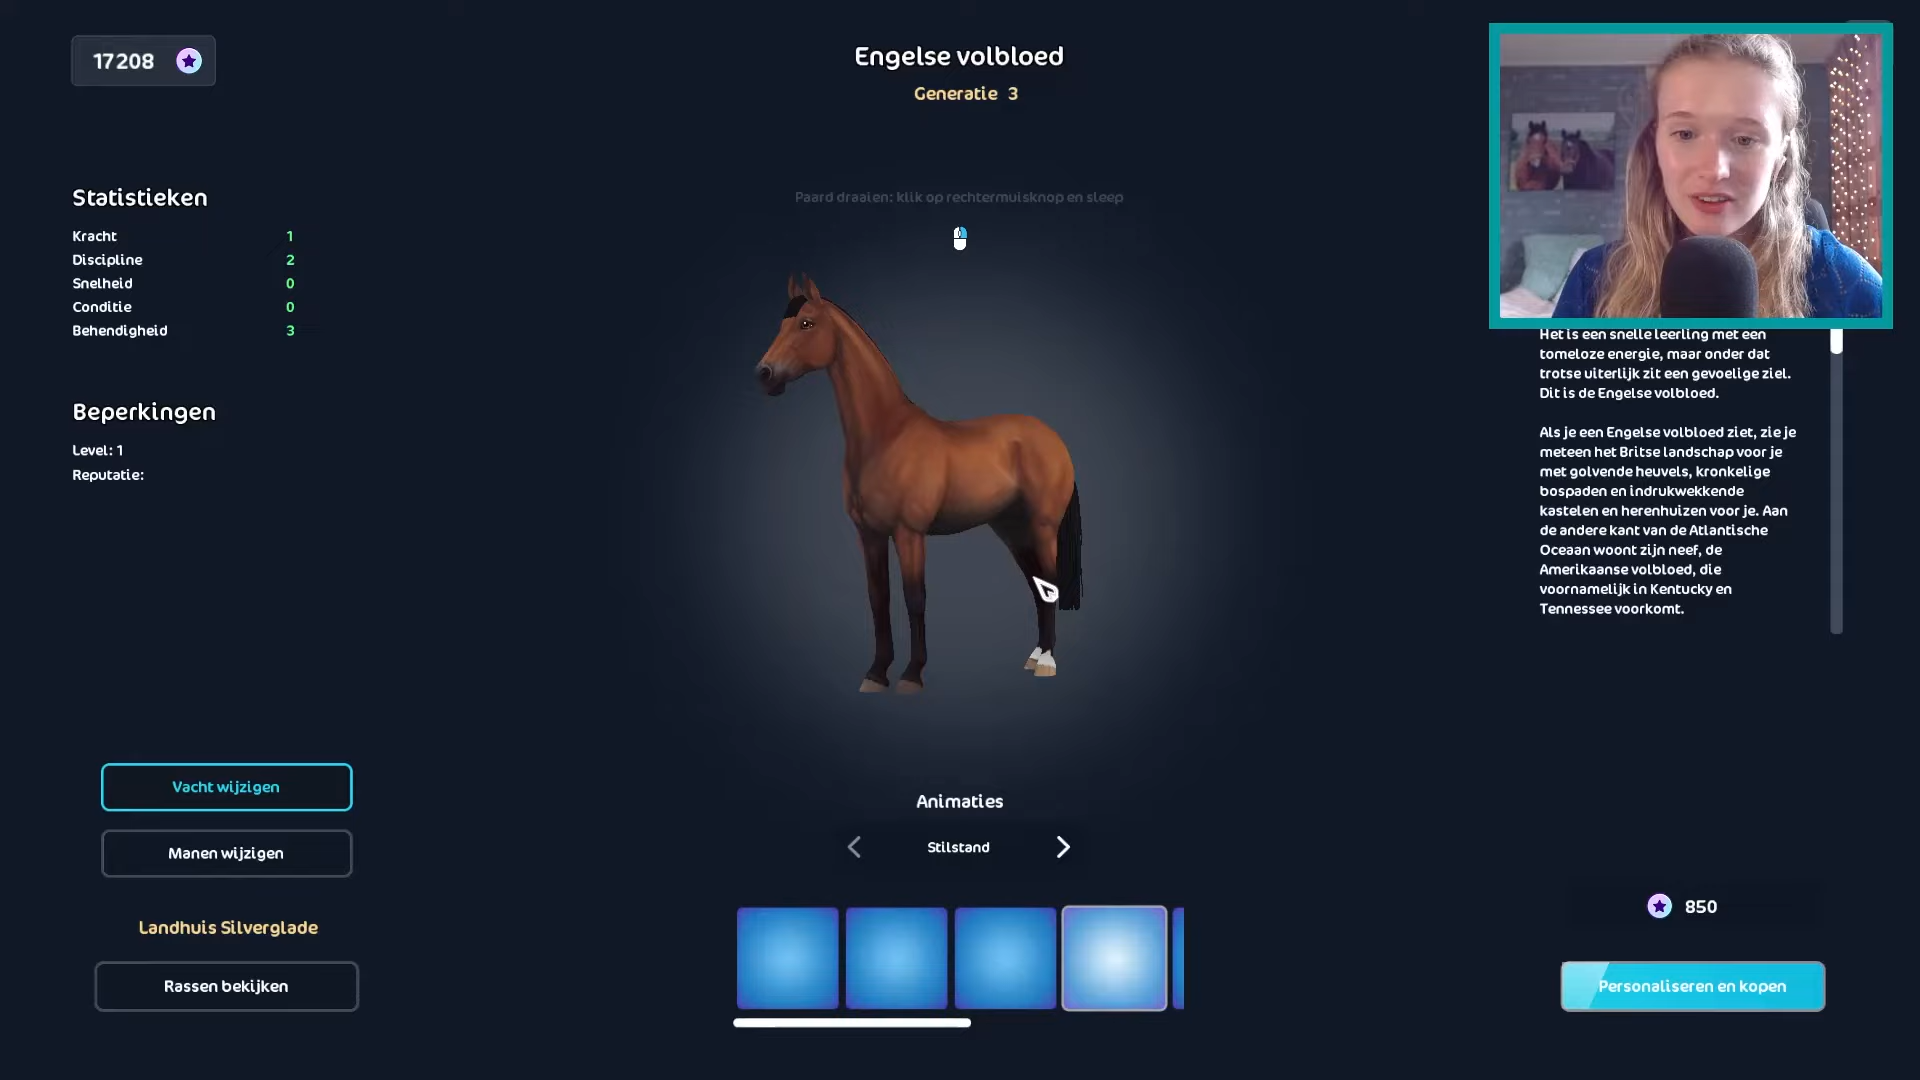 17208
Engelse volbloed
Generatie 3
Statistieken
Kracht 1
Discipline 2
Snelheid 0
Conditie 0
Behendigheid 3
Beperkingen
Level: 1
Reputatie:
Paard draaien: klik op rechtermuisknop en sleep
Het is een snelle leerling met een
tomeloze energie, maar onder dat
trotse uiterlijk zit een gevoelige ziel.
Dit is de Engelse volbloed.
Als je een Engelse volbloed ziet, zie je
meteen het Britse landschap voor je
met golvende heuvels, kronkelige
bospaden en indrukwekkende
kastelen en herenhuizen voor je. Aan
de andere kant van de Atlantische
Oceaan woont zijn neef, de
Amerikaanse volbloed, die
voornamelijk in Kentucky en
Tennessee voorkomt.
Vacht wijzigen
Manen wijzigen
Landhuis Silverglade
Rassen bekijken
Animaties
Stilstand
850
Personaliseren en kopen